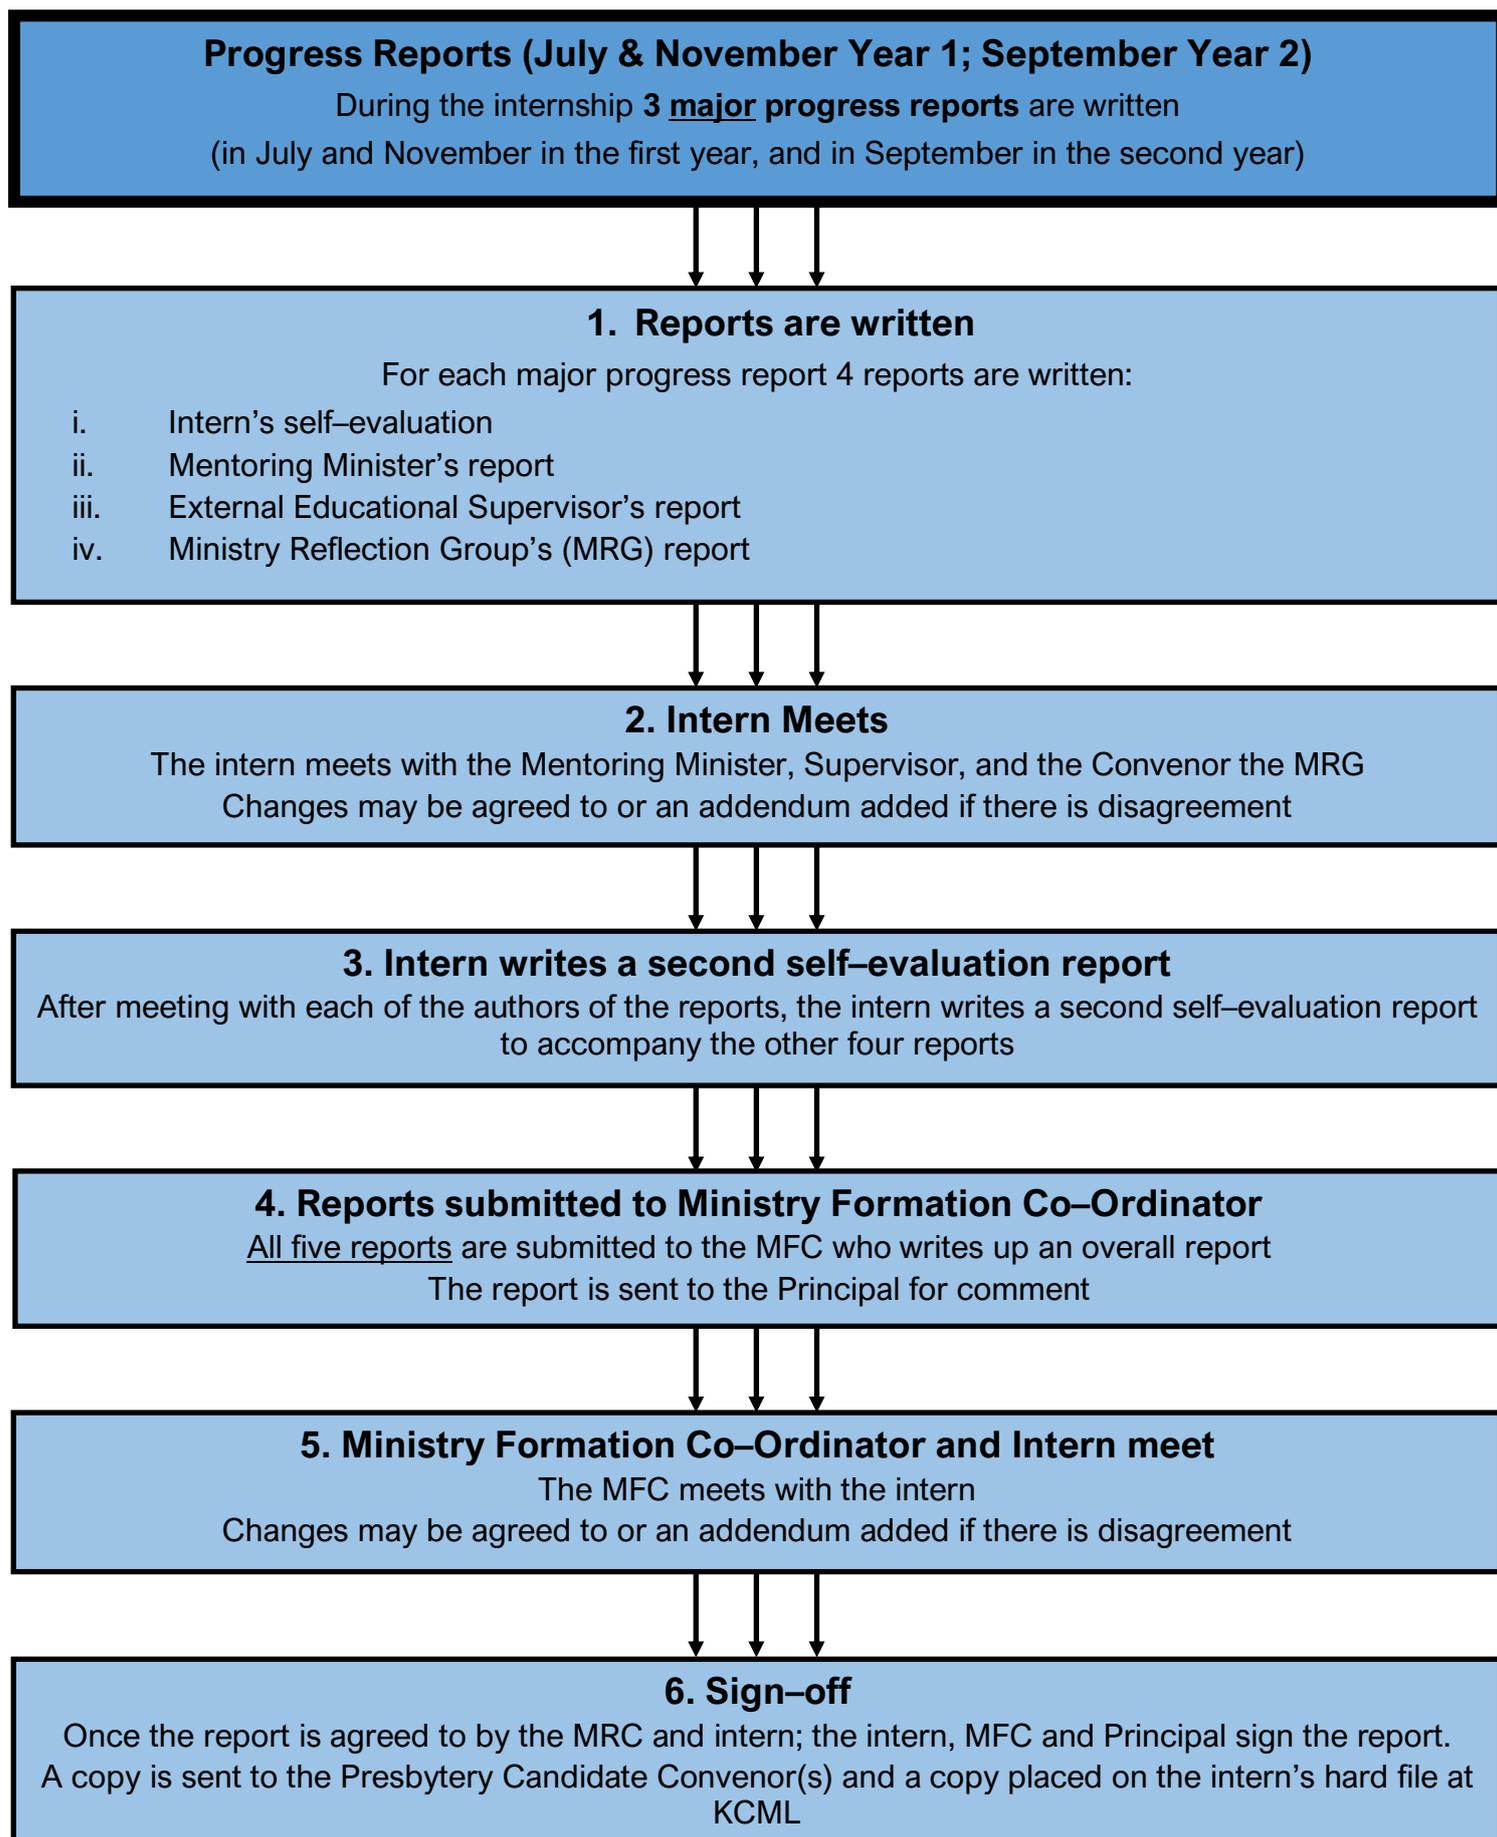 Progress Reports (July & November Year 1; September Year 2)
During the internship 3 major progress reports are written
(in July and November in the first year, and in September in the second year)
1. Reports are written
For each major progress report 4 reports are written:
i. Intern’s self–evaluation
ii. Mentoring Minister’s report
iii. External Educational Supervisor’s report
iv. Ministry Reflection Group’s (MRG) report
2. Intern Meets
The intern meets with the Mentoring Minister, Supervisor, and the Convenor the MRG
Changes may be agreed to or an addendum added if there is disagreement
3. Intern writes a second self–evaluation report
After meeting with each of the authors of the reports, the intern writes a second self–evaluation report
to accompany the other four reports
4. Reports submitted to Ministry Formation Co–Ordinator
All five reports are submitted to the MFC who writes up an overall report
The report is sent to the Principal for comment
5. Ministry Formation Co–Ordinator and Intern meet
The MFC meets with the intern
Changes may be agreed to or an addendum added if there is disagreement
6. Sign–off
Once the report is agreed to by the MRC and intern; the intern, MFC and Principal sign the report.
A copy is sent to the Presbytery Candidate Convenor(s) and a copy placed on the intern’s hard file at
KCML